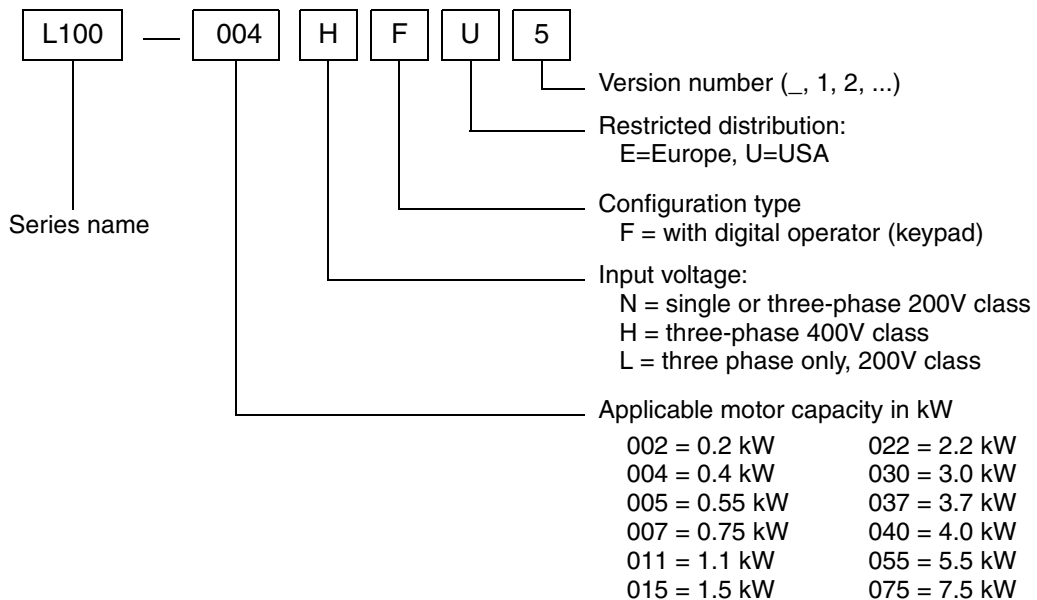 L100 — 004 H F U 5
Version number (_, 1, 2, ...)
Restricted distribution:
E=Europe, U=USA
Series name
Configuration type
F = with digital operator (keypad)
Input voltage:
N = single or three-phase 200V class
H = three-phase 400V class
L = three phase only, 200V class
Applicable motor capacity in kW
002 = 0.2 kW 022 = 2.2 kW
004 = 0.4 kW 030 = 3.0 kW
005 = 0.55 kW 037 = 3.7 kW
007 = 0.75 kW 040 = 4.0 kW
011 = 1.1 kW 055 = 5.5 kW
015 = 1.5 kW 075 = 7.5 kW